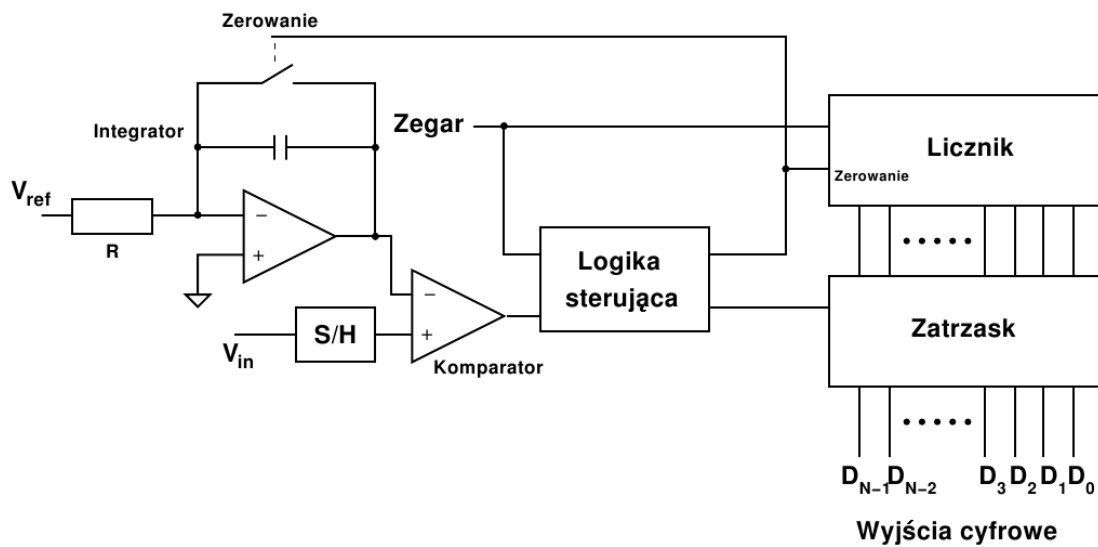 Zerowanie
Integrator
Zegar
Licznik
Zerowanie
V_ref
R
−
+
Logika
sterująca
−
+
Komparator
S/H
V_in
Zatrzask
D_N−1 D_N−2 D_3 D_2 D_1 D_0
Wyjścia cyfrowe